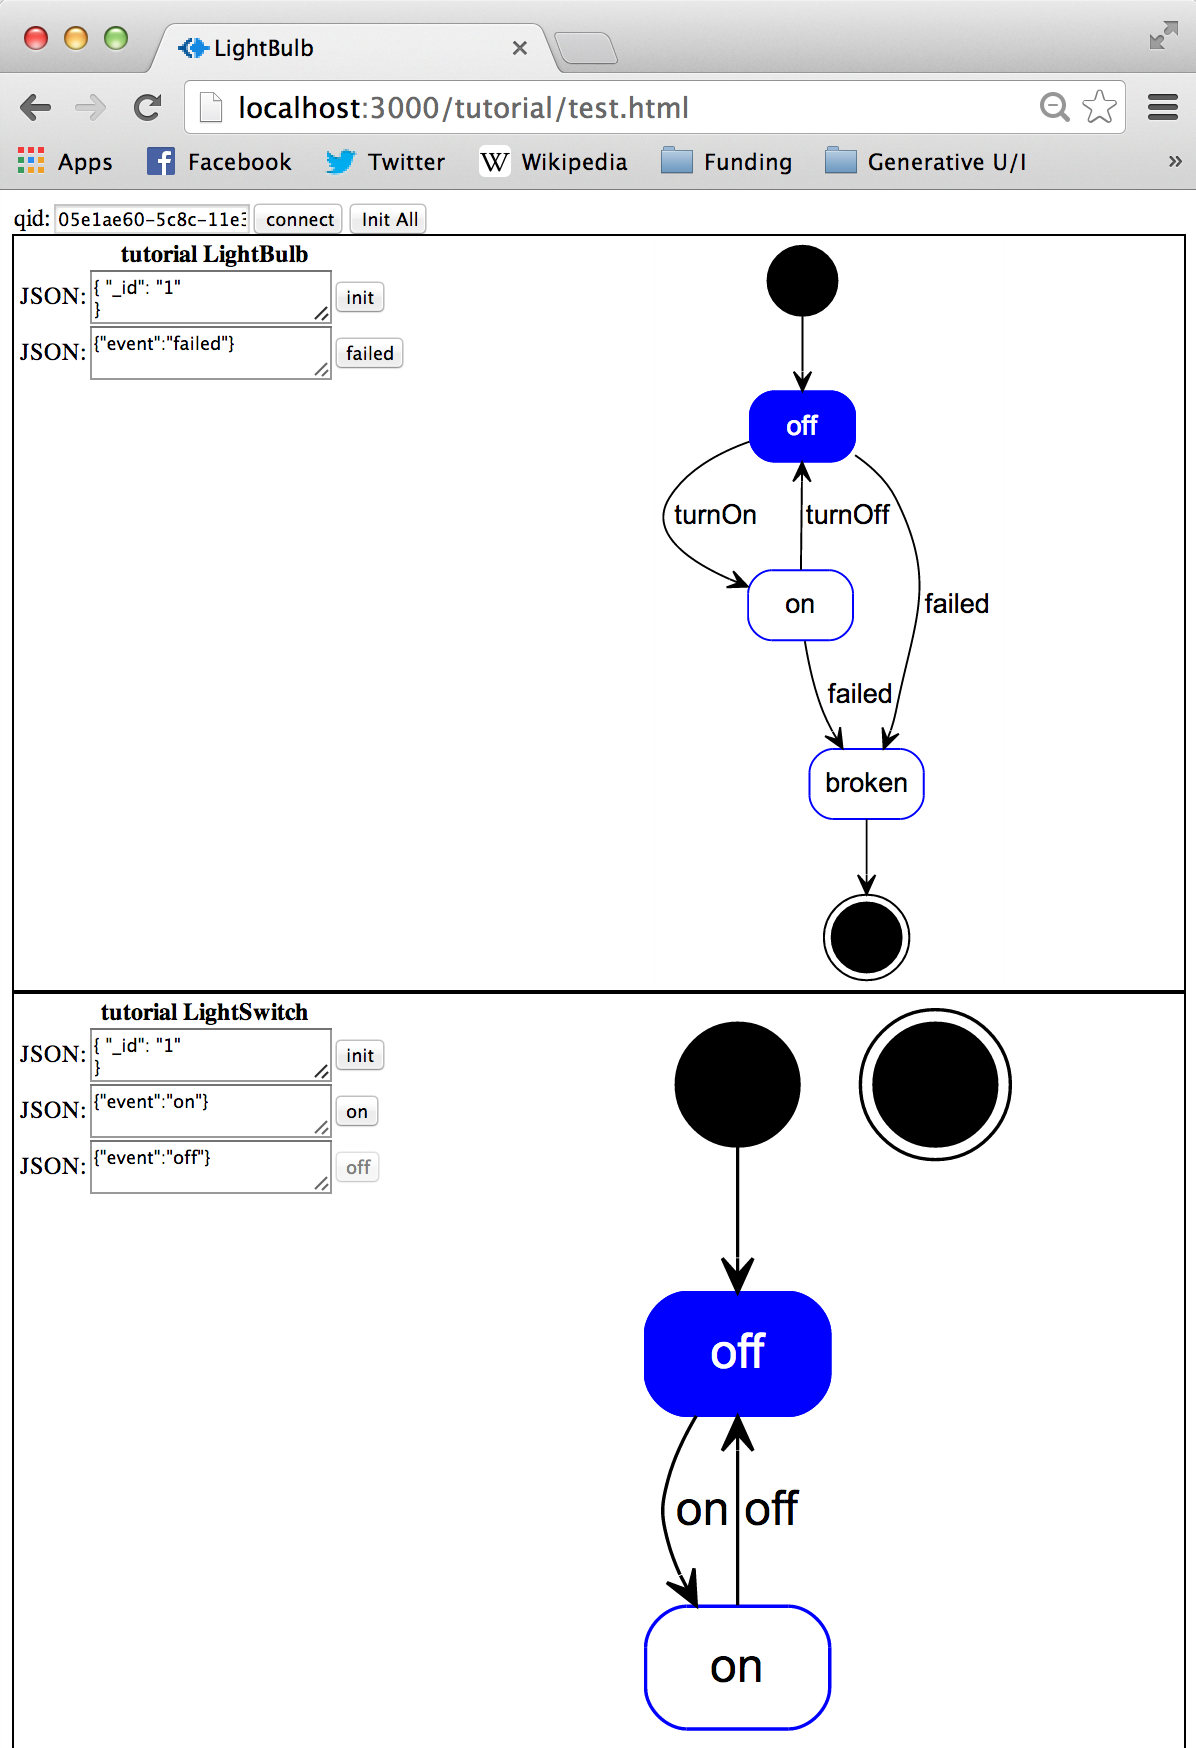 LightBulb
localhost:3000/tutorial/test.html
Apps Facebook Twitter Wikipedia Funding Generative U/I »
qid: 05e1ae60-5c8c-11e3 connect Init All
tutorial LightBulb
JSON: { "_id": "1"
} init
JSON: {"event":"failed"} failed
off
turnOn turnOff
on
failed
failed
broken
tutorial LightSwitch
JSON: { "_id": "1"
} init
JSON: {"event":"on"} on
JSON: {"event":"off"} off
off
on off
on